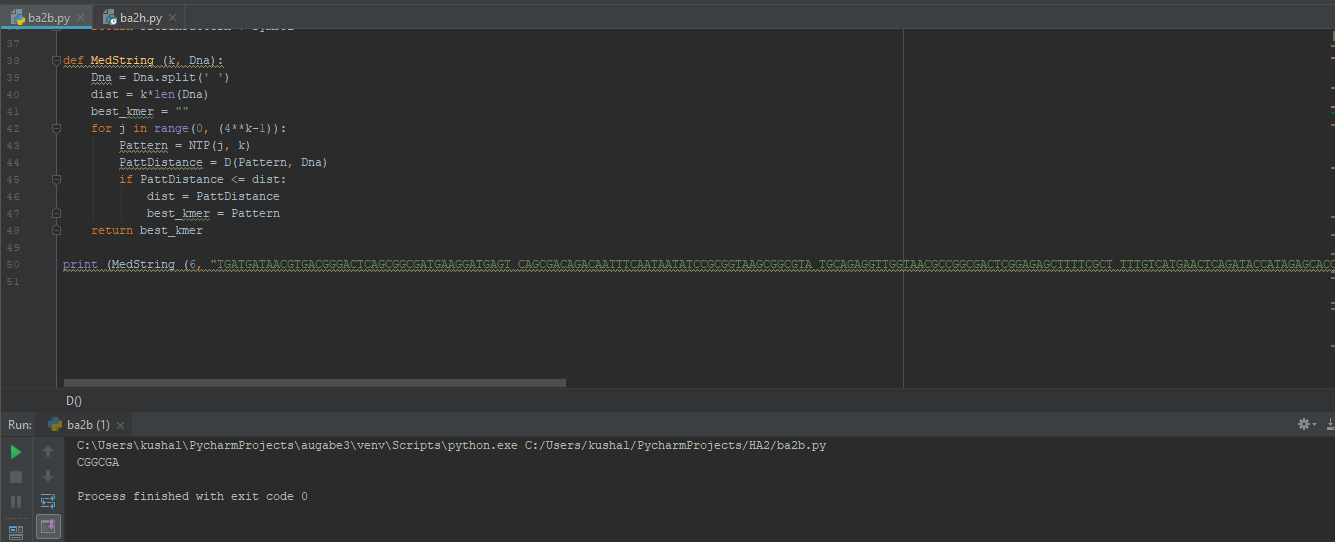 ba2b.py ba2h.py
37
38 def MedString (k, Dna):
39 Dna = Dna.split(' ')
40 dist = k*len(Dna)
41 best_kmer = ""
42 for j in range(0, (4**k-1)):
43 Pattern = NTP(j, k)
44 PattDistance = D(Pattern, Dna)
45 if PattDistance <= dist:
46 dist = PattDistance
47 best_kmer = Pattern
48 return best_kmer
49
50 print (MedString (6, "TGATGATAACGTGACGGGACTCAGCGGCGATGAAGGATGAGT CAGCGACAGACAATTTCAATAATATCCGCGGTAAGCGGCGTA TGCAGAGGTTGGTAACGCCGGCGACTCGGAGAGCTTTTCGCT TTTGTCATGAACTCAGATACCATAGAGCACC
51
D()
Run: ba2b (1)
C:\Users\kushal\PycharmProjects\augabe3\venv\Scripts\python.exe C:/Users/kushal/PycharmProjects/HA2/ba2b.py
CGGCGA
Process finished with exit code 0